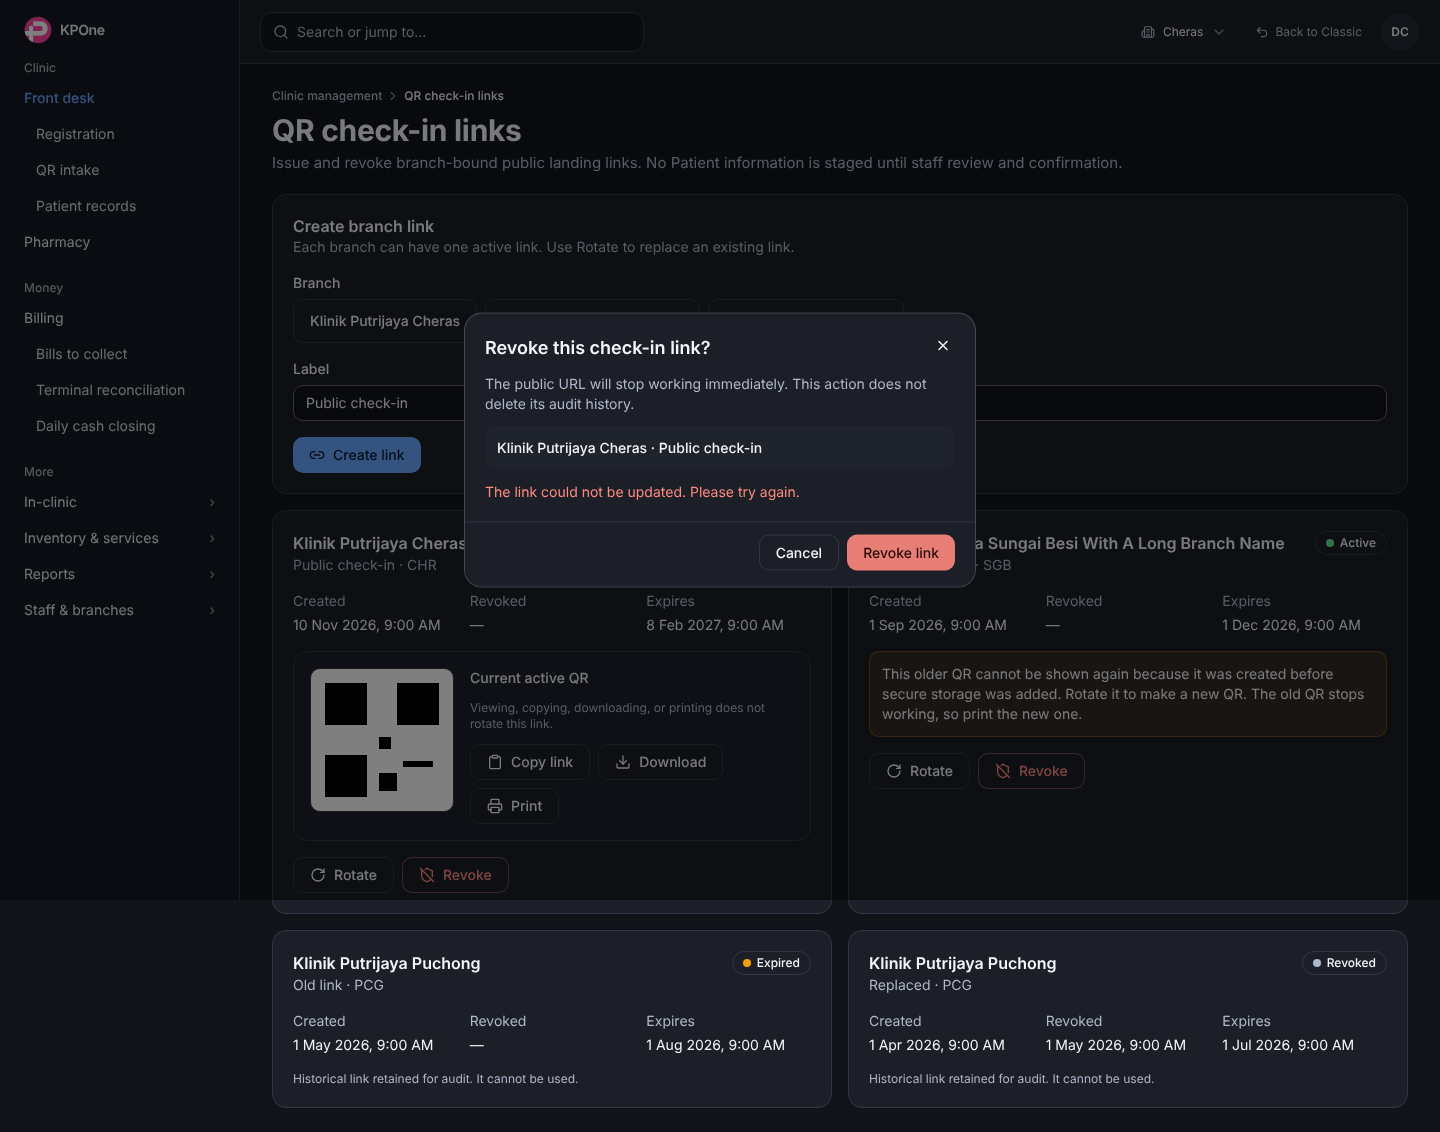 KPOne
Search or jump to...
Cheras
Back to Classic
DC
Clinic
Front desk
Registration
QR intake
Patient records
Pharmacy
Money
Billing
Bills to collect
Terminal reconciliation
Daily cash closing
More
In-clinic
Inventory & services
Reports
Staff & branches
Clinic management > QR check-in links
QR check-in links
Issue and revoke branch-bound public landing links. No Patient information is staged until staff review and confirmation.
Create branch link
Each branch can have one active link. Use Rotate to replace an existing link.
Branch
Klinik Putrijaya Cheras
Label
Public check-in
Create link
Revoke this check-in link?
The public URL will stop working immediately. This action does not
delete its audit history.
Klinik Putrijaya Cheras · Public check-in
The link could not be updated. Please try again.
Cancel
Revoke link
Klinik Putrijaya Cheras
Public check-in · CHR
Created
Revoked
Expires
10 Nov 2026, 9:00 AM
—
8 Feb 2027, 9:00 AM
Current active QR
Viewing, copying, downloading, or printing does not
rotate this link.
Copy link
Download
Print
Rotate
Revoke
a Sungai Besi With A Long Branch Name
Active
· SGB
Created
Revoked
Expires
1 Sep 2026, 9:00 AM
—
1 Dec 2026, 9:00 AM
This older QR cannot be shown again because it was created before
secure storage was added. Rotate it to make a new QR. The old QR stops
working, so print the new one.
Rotate
Revoke
Klinik Putrijaya Puchong
Expired
Old link · PCG
Created
Revoked
Expires
1 May 2026, 9:00 AM
—
1 Aug 2026, 9:00 AM
Historical link retained for audit. It cannot be used.
Klinik Putrijaya Puchong
Revoked
Replaced · PCG
Created
Revoked
Expires
1 Apr 2026, 9:00 AM
1 May 2026, 9:00 AM
1 Jul 2026, 9:00 AM
Historical link retained for audit. It cannot be used.